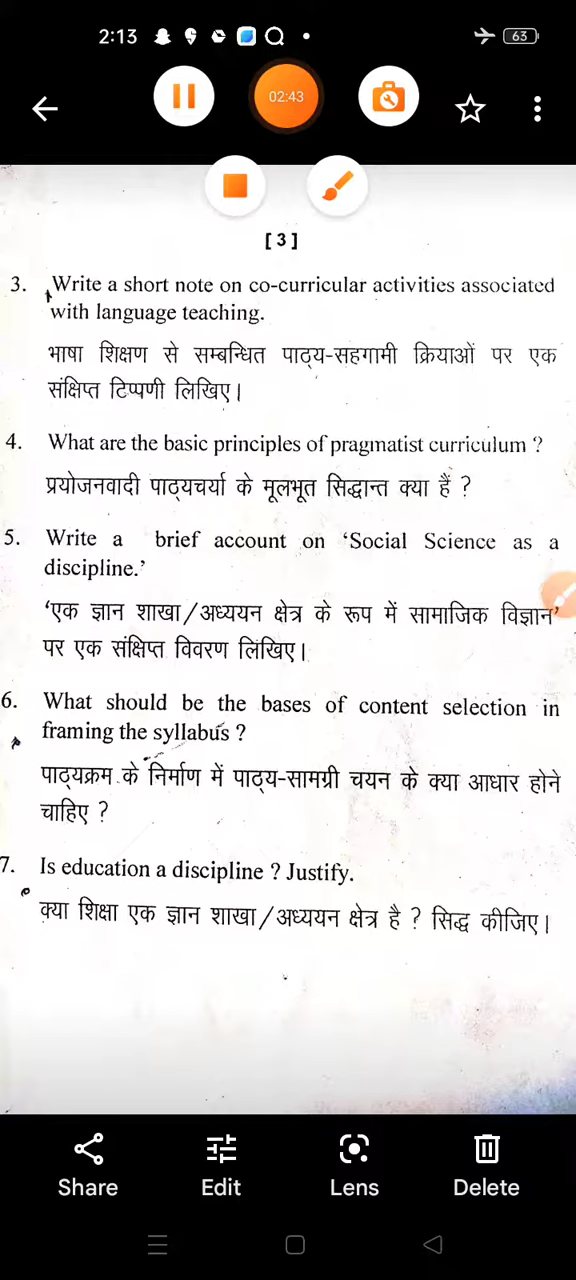 2:13
63
02:43
[ 3 ]
3. Write a short note on co-curricular activities associated
with language teaching.
भाषा शिक्षण से सम्बन्धित पाठ्य-सहगामी क्रियाओं पर एक
संक्षिप्त टिप्पणी लिखिए।
4. What are the basic principles of pragmatist curriculum ?
प्रयोजनवादी पाठ्यचर्या के मूलभूत सिद्धान्त क्या हैं ?
5. Write a brief account on ‘Social Science as a
discipline.’
‘एक ज्ञान शाखा/अध्ययन क्षेत्र के रूप में सामाजिक विज्ञान’
पर एक संक्षिप्त विवरण लिखिए।
6. What should be the bases of content selection in
framing the syllabus ?
पाठ्यक्रम के निर्माण में पाठ्य-सामग्री चयन के क्या आधार होने
चाहिए ?
7. Is education a discipline ? Justify.
क्या शिक्षा एक ज्ञान शाखा/अध्ययन क्षेत्र है ? सिद्ध कीजिए।
Share Edit Lens Delete